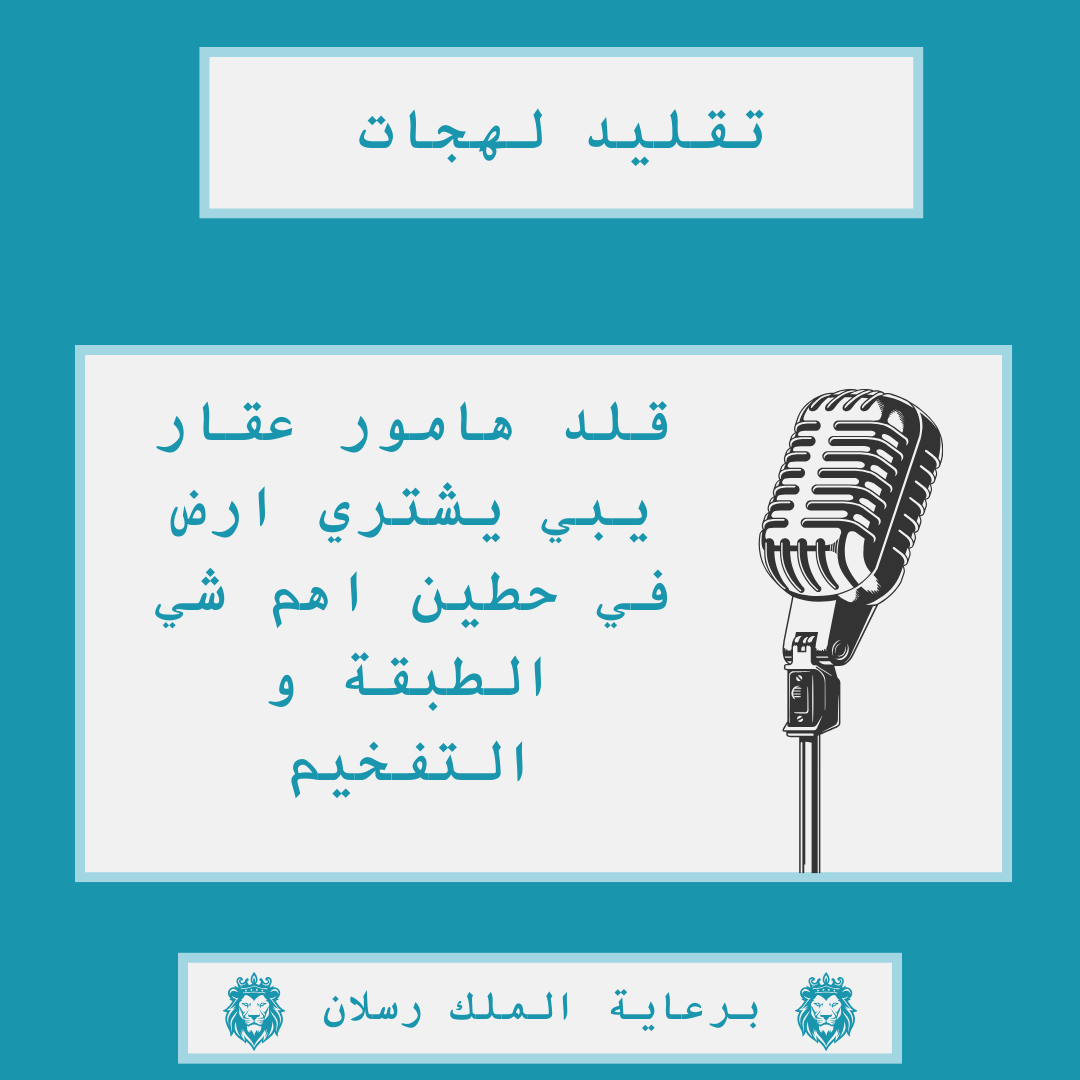 تقليد لهجات
قلد هامور عقار
يبي يشتري ارض
في حطين اهم شي
الطبقة و
التفخيم
برعاية الملك رسلان